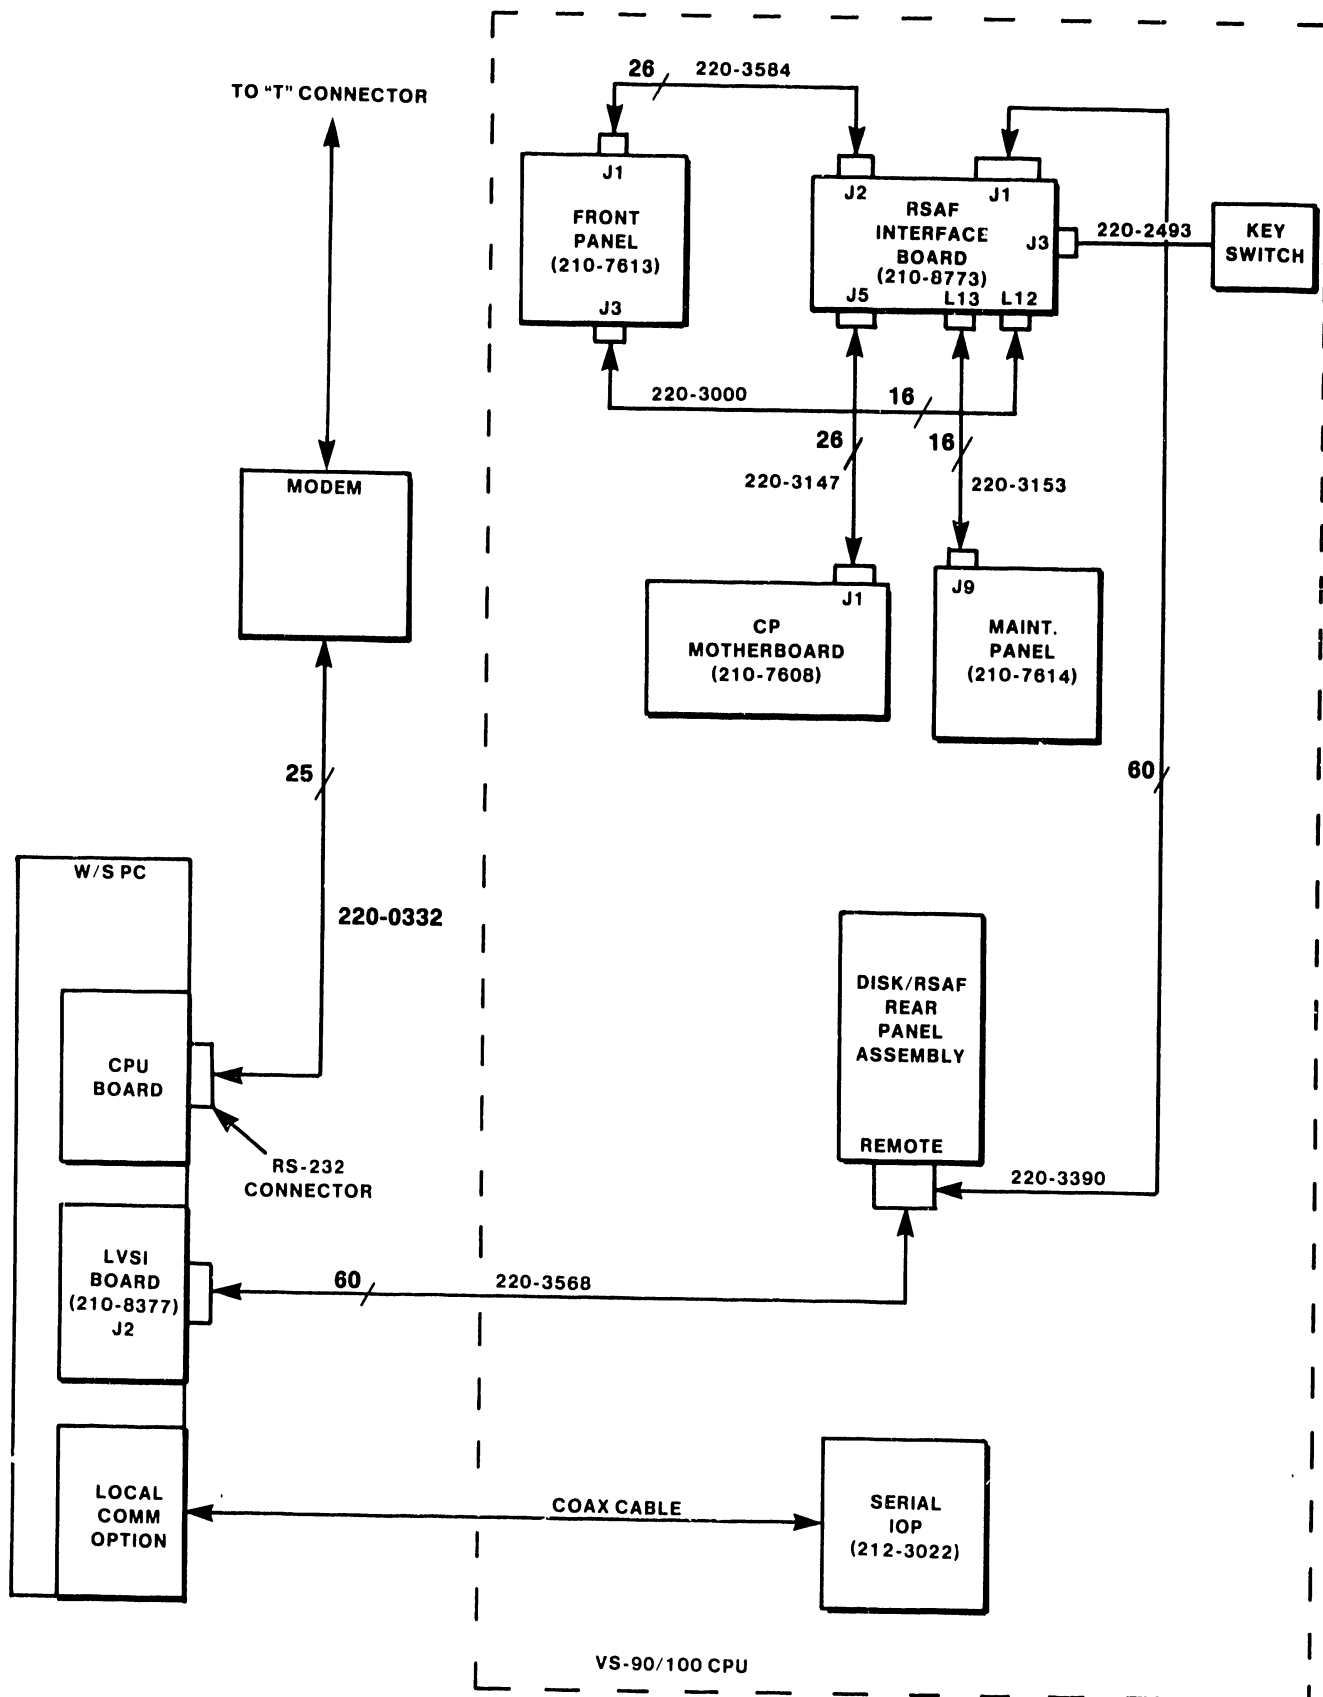 26 220-3584
TO "T" CONNECTOR
J1
FRONT
PANEL
(210-7613)
J3
J2
J1
RSAF
INTERFACE
BOARD
(210-8773)
J3
J5
L13
L12
220-2493
KEY
SWITCH
220-3000
16
26
16
220-3147
220-3153
MODEM
J1
CP
MOTHERBOARD
(210-7608)
J9
MAINT.
PANEL
(210-7614)
25
60
W/S PC
220-0332
CPU
BOARD
RS-232
CONNECTOR
DISK/RSAF
REAR
PANEL
ASSEMBLY
REMOTE
220-3390
LVSI
BOARD
(210-8377)
J2
60
220-3568
LOCAL
COMM
OPTION
COAX CABLE
SERIAL
IOP
(212-3022)
VS-90/100 CPU